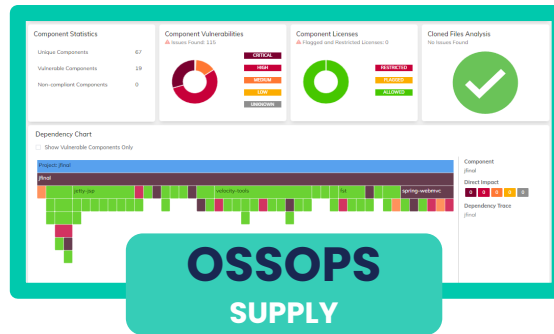 Component Statistics
Unique Components 67
Vulnerable Components 19
Non-compliant Components 0
Component Vulnerabilities
Issues Found: 115
CRITICAL
HIGH
MEDIUM
LOW
UNKNOWN
Component Licenses
Flagged and Restricted Licenses: 0
RESTRICTED
FLAGGED
ALLOWED
Cloned Files Analysis
No Issues Found
Dependency Chart
Show Vulnerable Components Only
Project: jfinal
jfinal
jetty-jsp velocity-tools fst spring-webmvc
Component
jfinal
Direct Impact
0 0 0 0 0
Dependency Trace
jfinal
OSSOPS
SUPPLY